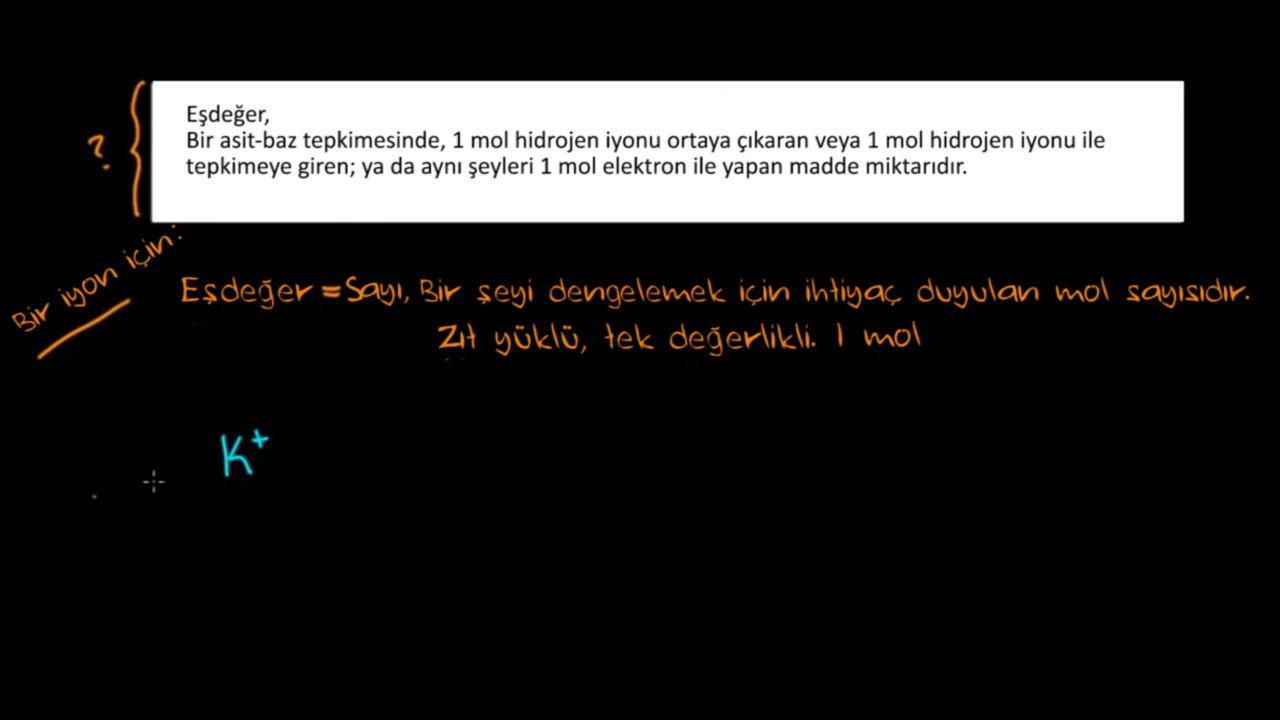 Eşdeğer,
Bir asit-baz tepkimesinde, 1 mol hidrojen iyonu ortaya çıkaran veya 1 mol hidrojen iyonu ile
tepkimeye giren; ya da aynı şeyleri 1 mol elektron ile yapan madde miktarıdır.
?
Bir iyon için:
Eşdeğer = Sayı, Bir şeyi dengelemek için ihtiyaç duyulan mol sayısıdır.
Zıt yüklü, tek değerlikli. 1 mol
K⁺